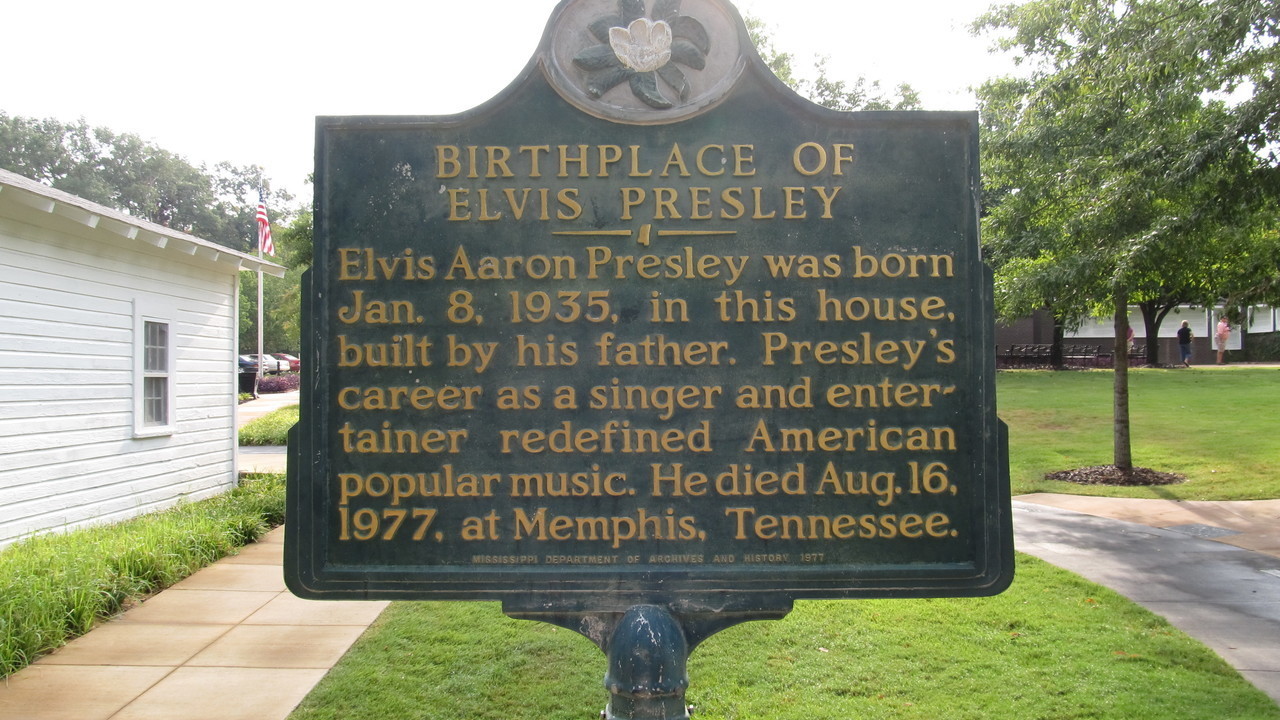 BIRTHPLACE OF
ELVIS PRESLEY
Elvis Aaron Presley was born
Jan. 8, 1935, in this house,
built by his father. Presley's
career as a singer and enter-
tainer redefined American
popular music. He died Aug. 16,
1977, at Memphis, Tennessee.
MISSISSIPPI DEPARTMENT OF ARCHIVES AND HISTORY 1977